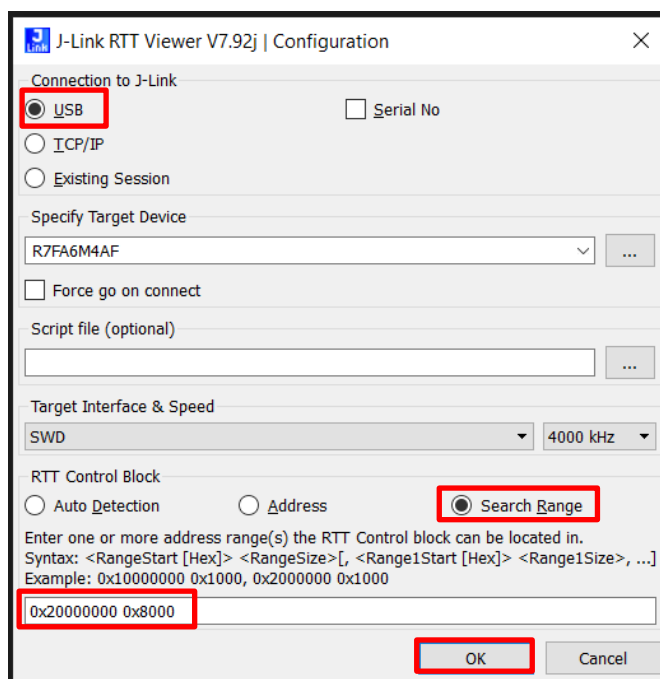 J-Link RTT Viewer V7.92j | Configuration
Connection to J-Link
USB
Serial No
TCP/IP
Existing Session
Specify Target Device
R7FA6M4AF
...
Force go on connect
Script file (optional)
...
Target Interface & Speed
SWD
4000 kHz
RTT Control Block
Auto Detection
Address
Search Range
Enter one or more address range(s) the RTT Control block can be located in.
Syntax: <RangeStart [Hex]> <RangeSize>[, <Range1Start [Hex]> <Range1Size>, ...]
Example: 0x10000000 0x1000, 0x2000000 0x1000
0x20000000 0x8000
OK
Cancel